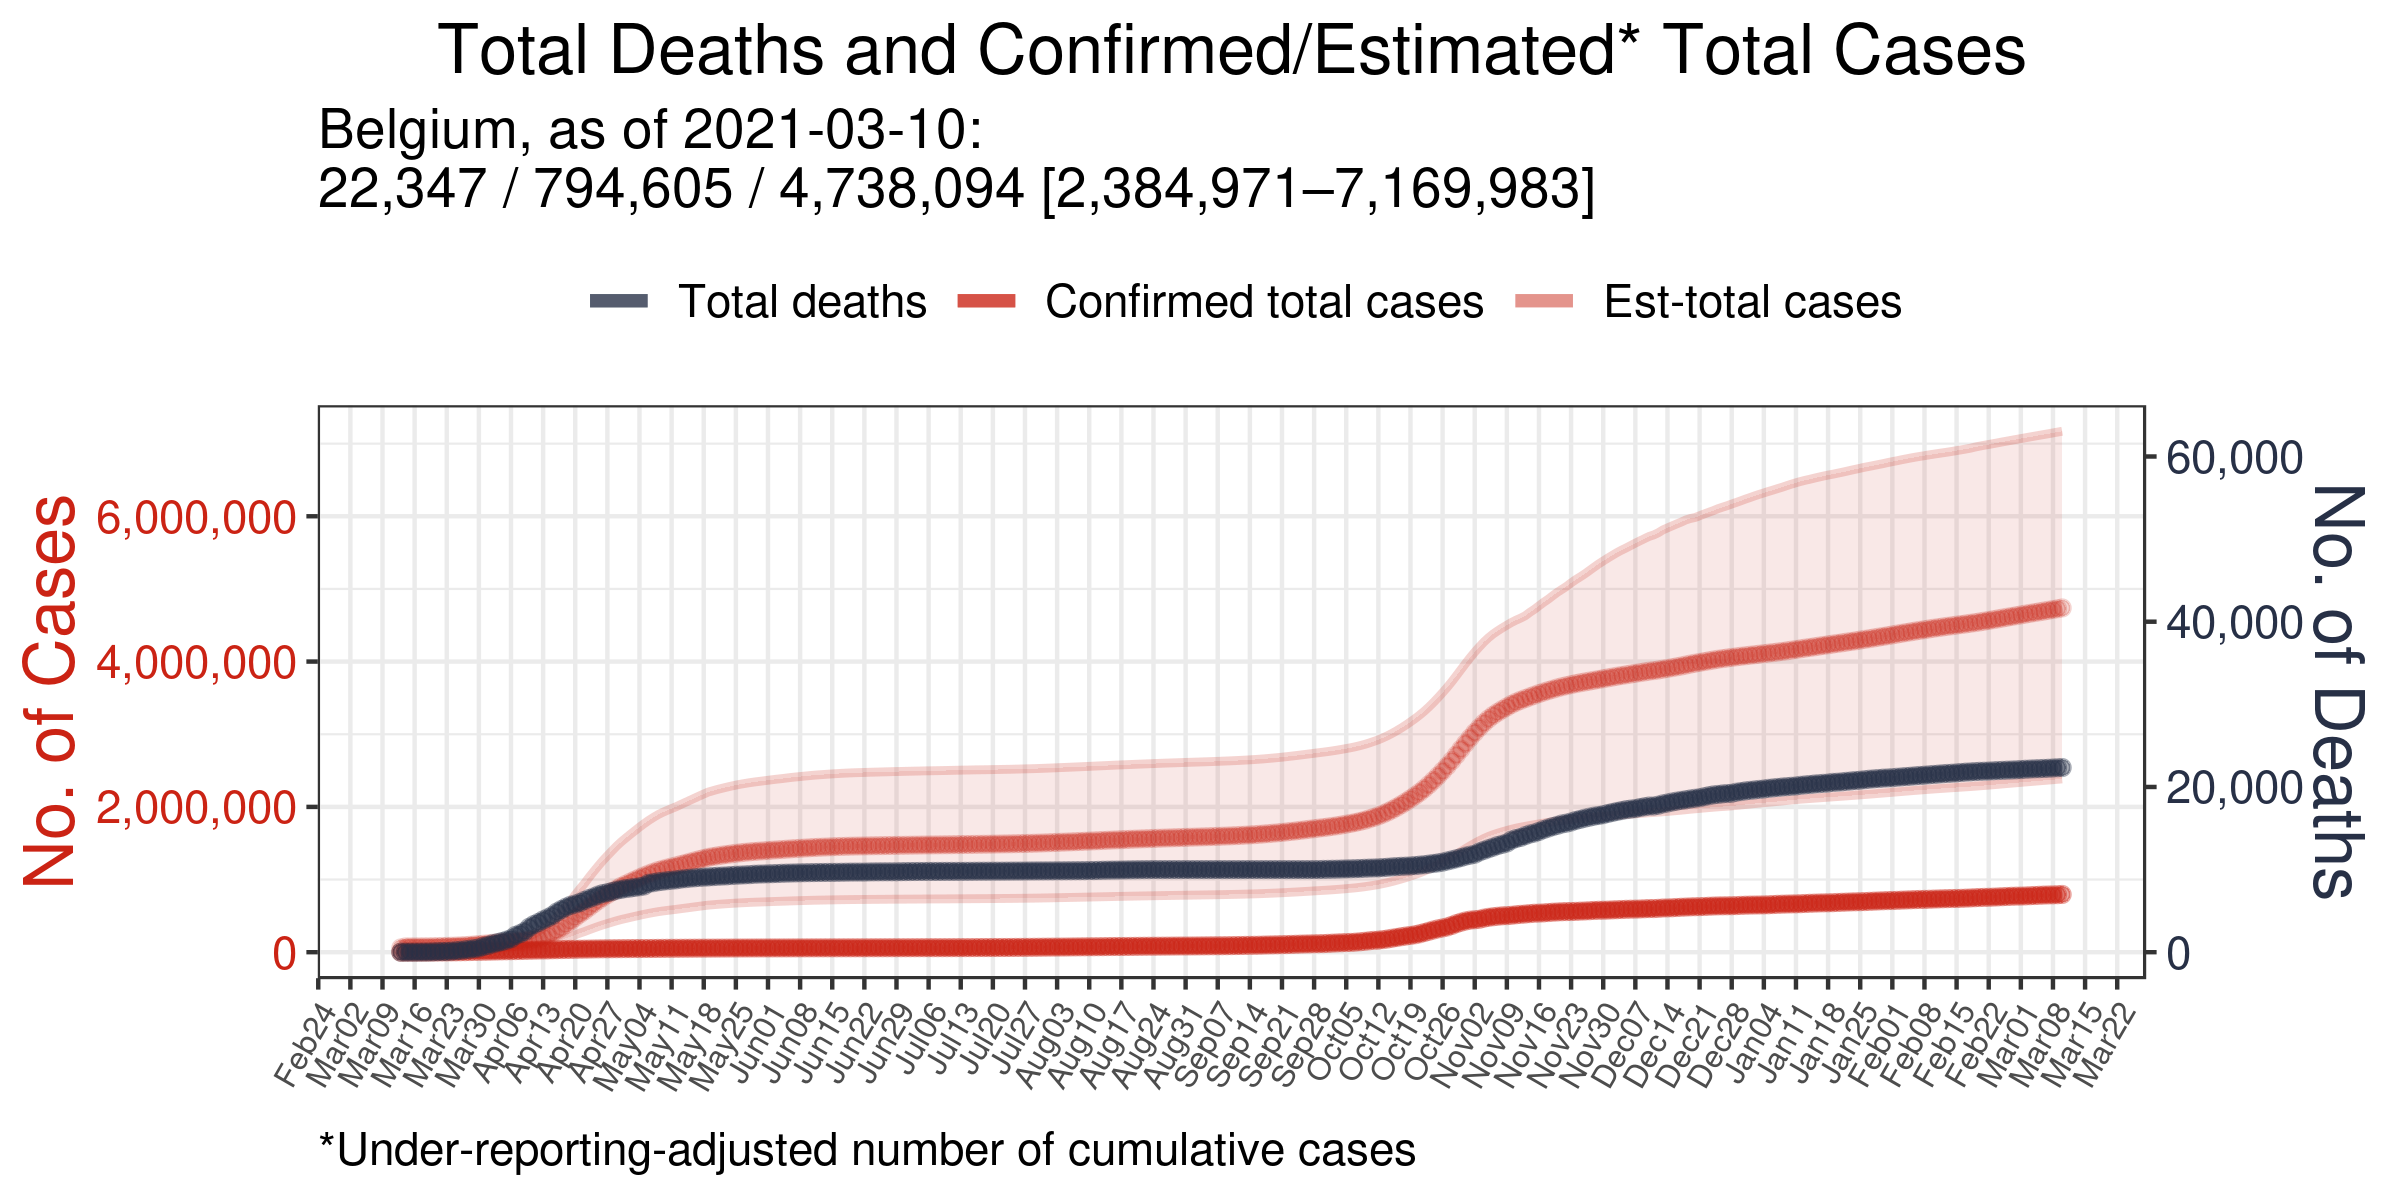 Total Deaths and Confirmed/Estimated* Total Cases
Belgium, as of 2021-03-10:
22,347 / 794,605 / 4,738,094 [2,384,971–7,169,983]
Total deaths
Confirmed total cases
Est-total cases
No. of Cases
6,000,000
4,000,000
2,000,000
0
60,000
40,000
20,000
0
No. of Deaths
Feb24
Mar02
Mar09
Mar16
Mar23
Mar30
Apr06
Apr13
Apr20
Apr27
May04
May11
May18
May25
Jun01
Jun08
Jun15
Jun22
Jun29
Jul06
Jul13
Jul20
Jul27
Aug03
Aug10
Aug17
Aug24
Aug31
Sep07
Sep14
Sep21
Sep28
Oct05
Oct12
Oct19
Oct26
Nov02
Nov09
Nov16
Nov23
Nov30
Dec07
Dec14
Dec21
Dec28
Jan04
Jan11
Jan18
Jan25
Feb01
Feb08
Feb15
Feb22
Mar01
Mar08
Mar15
Mar22
*Under-reporting-adjusted number of cumulative cases